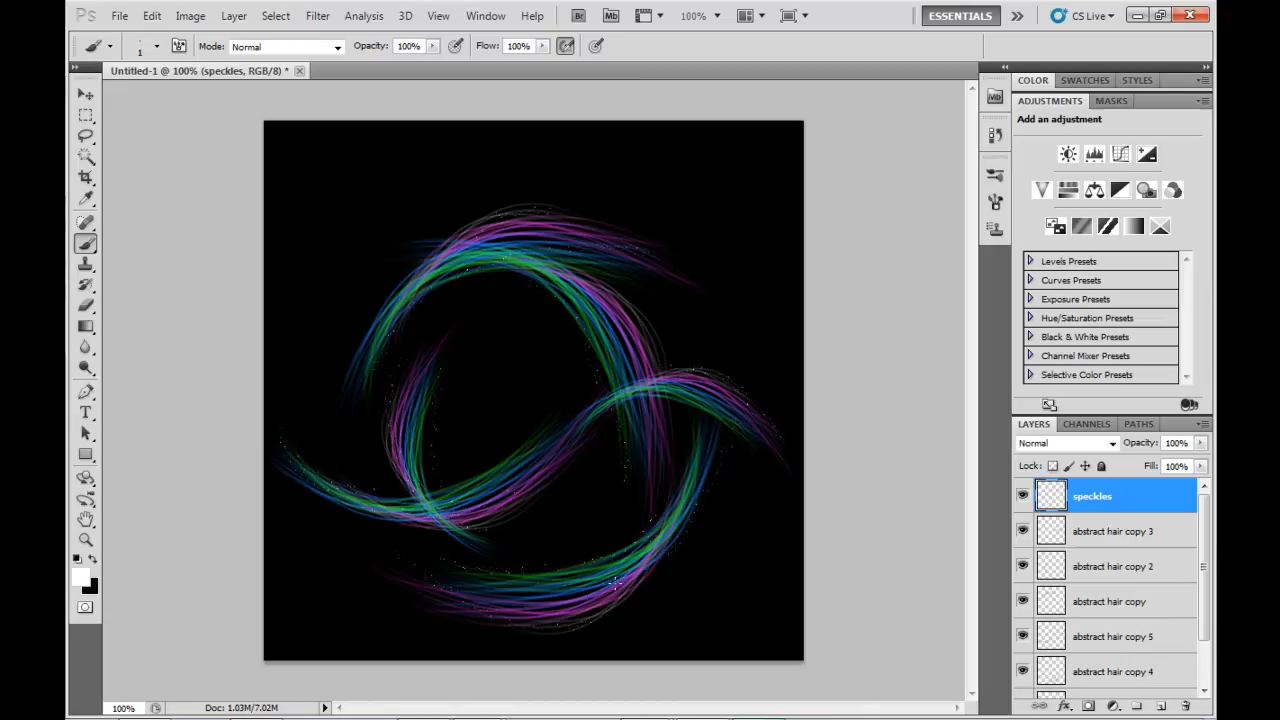 Ps File Edit Image Layer Select Filter Analysis 3D View Window Help Br Mb 100% ESSENTIALS CS Live
1 Mode: Normal Opacity: 100% Flow: 100%
Untitled-1 @ 100% (speckles, RGB/8) *
COLOR SWATCHES STYLES
Mb
ADJUSTMENTS MASKS
Add an adjustment
Levels Presets
Curves Presets
Exposure Presets
Hue/Saturation Presets
Black & White Presets
Channel Mixer Presets
Selective Color Presets
LAYERS CHANNELS PATHS
Normal Opacity: 100%
Lock: Fill: 100%
speckles
abstract hair copy 3
abstract hair copy 2
abstract hair copy
abstract hair copy 5
abstract hair copy 4
100% Doc: 1.03M/7.02M